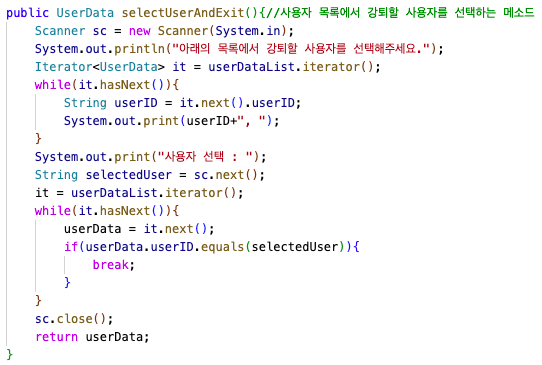 public UserData selectUserAndExit(){//사용자 목록에서 강퇴할 사용자를 선택하는 메소드
    Scanner sc = new Scanner(System.in);
    System.out.println("아래의 목록에서 강퇴할 사용자를 선택해주세요.");
    Iterator<UserData> it = userDataList.iterator();
    while(it.hasNext()){
        String userID = it.next().userID;
        System.out.print(userID+", ");
    }
    System.out.print("사용자 선택 : ");
    String selectedUser = sc.next();
    it = userDataList.iterator();
    while(it.hasNext()){
        userData = it.next();
        if(userData.userID.equals(selectedUser)){
            break;
        }
    }
    sc.close();
    return userData;
}